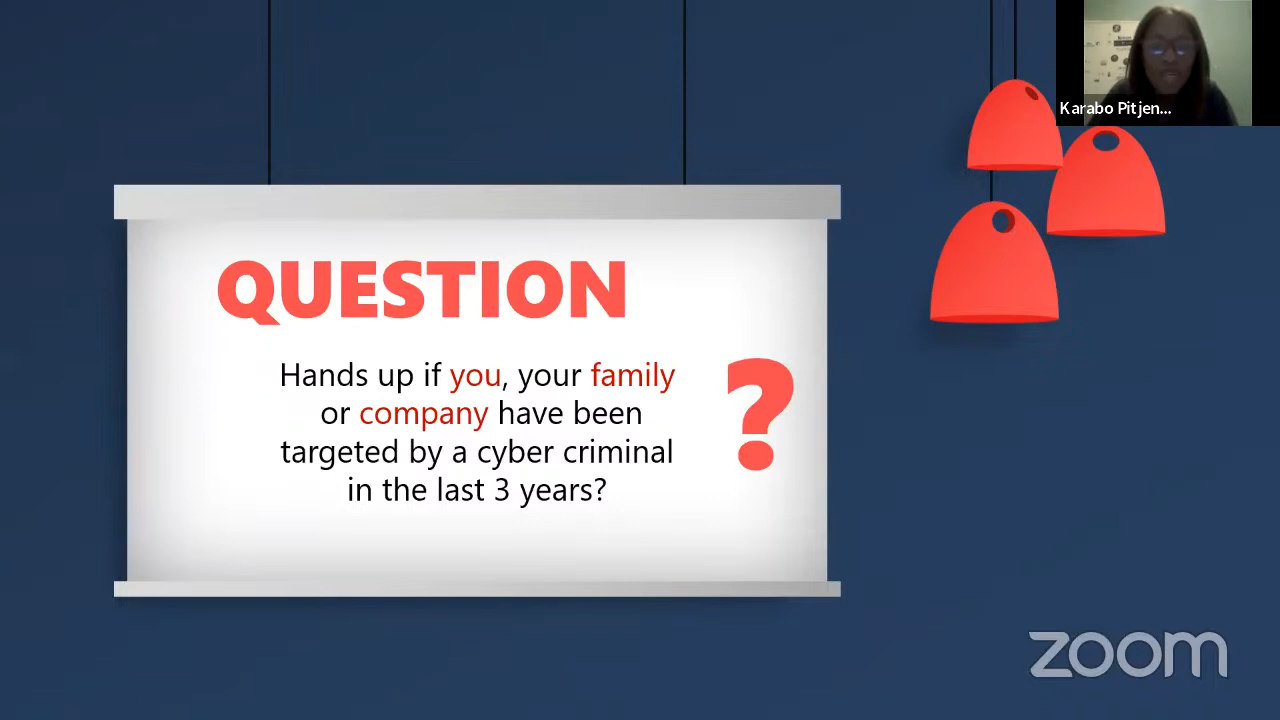 Karabo Pitjen...
QUESTION
Hands up if you, your family
or company have been
targeted by a cyber criminal
in the last 3 years?
?
zoom